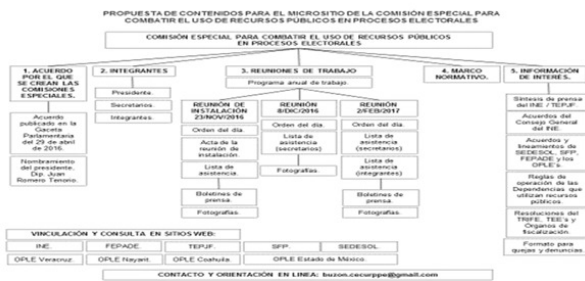 PROPUESTA DE CONTENIDOS PARA EL MICROSITIO DE LA COMISIÓN ESPECIAL PARA
COMBATIR EL USO DE RECURSOS PÚBLICOS EN PROCESOS ELECTORALES
COMISIÓN ESPECIAL PARA COMBATIR EL USO DE RECURSOS PÚBLICOS
EN PROCESOS ELECTORALES
1. ACUERDO
POR EL QUE
SE CREAN LAS
COMISIONES
ESPECIALES.
Acuerdo
publicado en la
Gaceta
Parlamentaria
del 29 de abril
de 2016.
Nombramiento
del presidente,
Dip. Juan
Romero Tenorio.
2. INTEGRANTES
Presidente.
Secretarios.
Integrantes.
3. REUNIONES DE TRABAJO
Programa anual de trabajo.
REUNIÓN DE
INSTALACIÓN
23/NOV/2016
Orden del día.
Acta de la
reunión de
instalación.
Lista de
asistencia.
Boletines de
prensa.
Fotografías.
REUNIÓN
8/DIC/2016
Orden del día.
Lista de
asistencia
(secretarios)
Fotografías.
REUNIÓN
2/FEB/2017
Orden del día.
Lista de
asistencia
(secretarios)
Lista de
asistencia
(integrantes)
Boletines de
prensa.
Fotografías.
4. MARCO
NORMATIVO.
5. INFORMACIÓN
DE INTERÉS.
Síntesis de prensa
del INE / TEPJF.
Acuerdos del
Consejo General
del INE.
Acuerdos y
lineamientos de
SEDESOL, SFP,
FEPADE y los
OPLE's.
Reglas de
operación de las
Dependencias que
utilizan recursos
públicos.
Resoluciones del
TRIFE, TEE's y
Órganos de
fiscalización.
Formato para
quejas y denuncias.
VINCULACIÓN Y CONSULTA EN SITIOS WEB:
INE. FEPADE. TEPJF. SFP. SEDESOL.
OPLE Veracruz. OPLE Nayarit. OPLE Coahuila. OPLE Estado de México.
CONTACTO Y ORIENTACIÓN EN LINEA: buzon.cecurppe@gmail.com